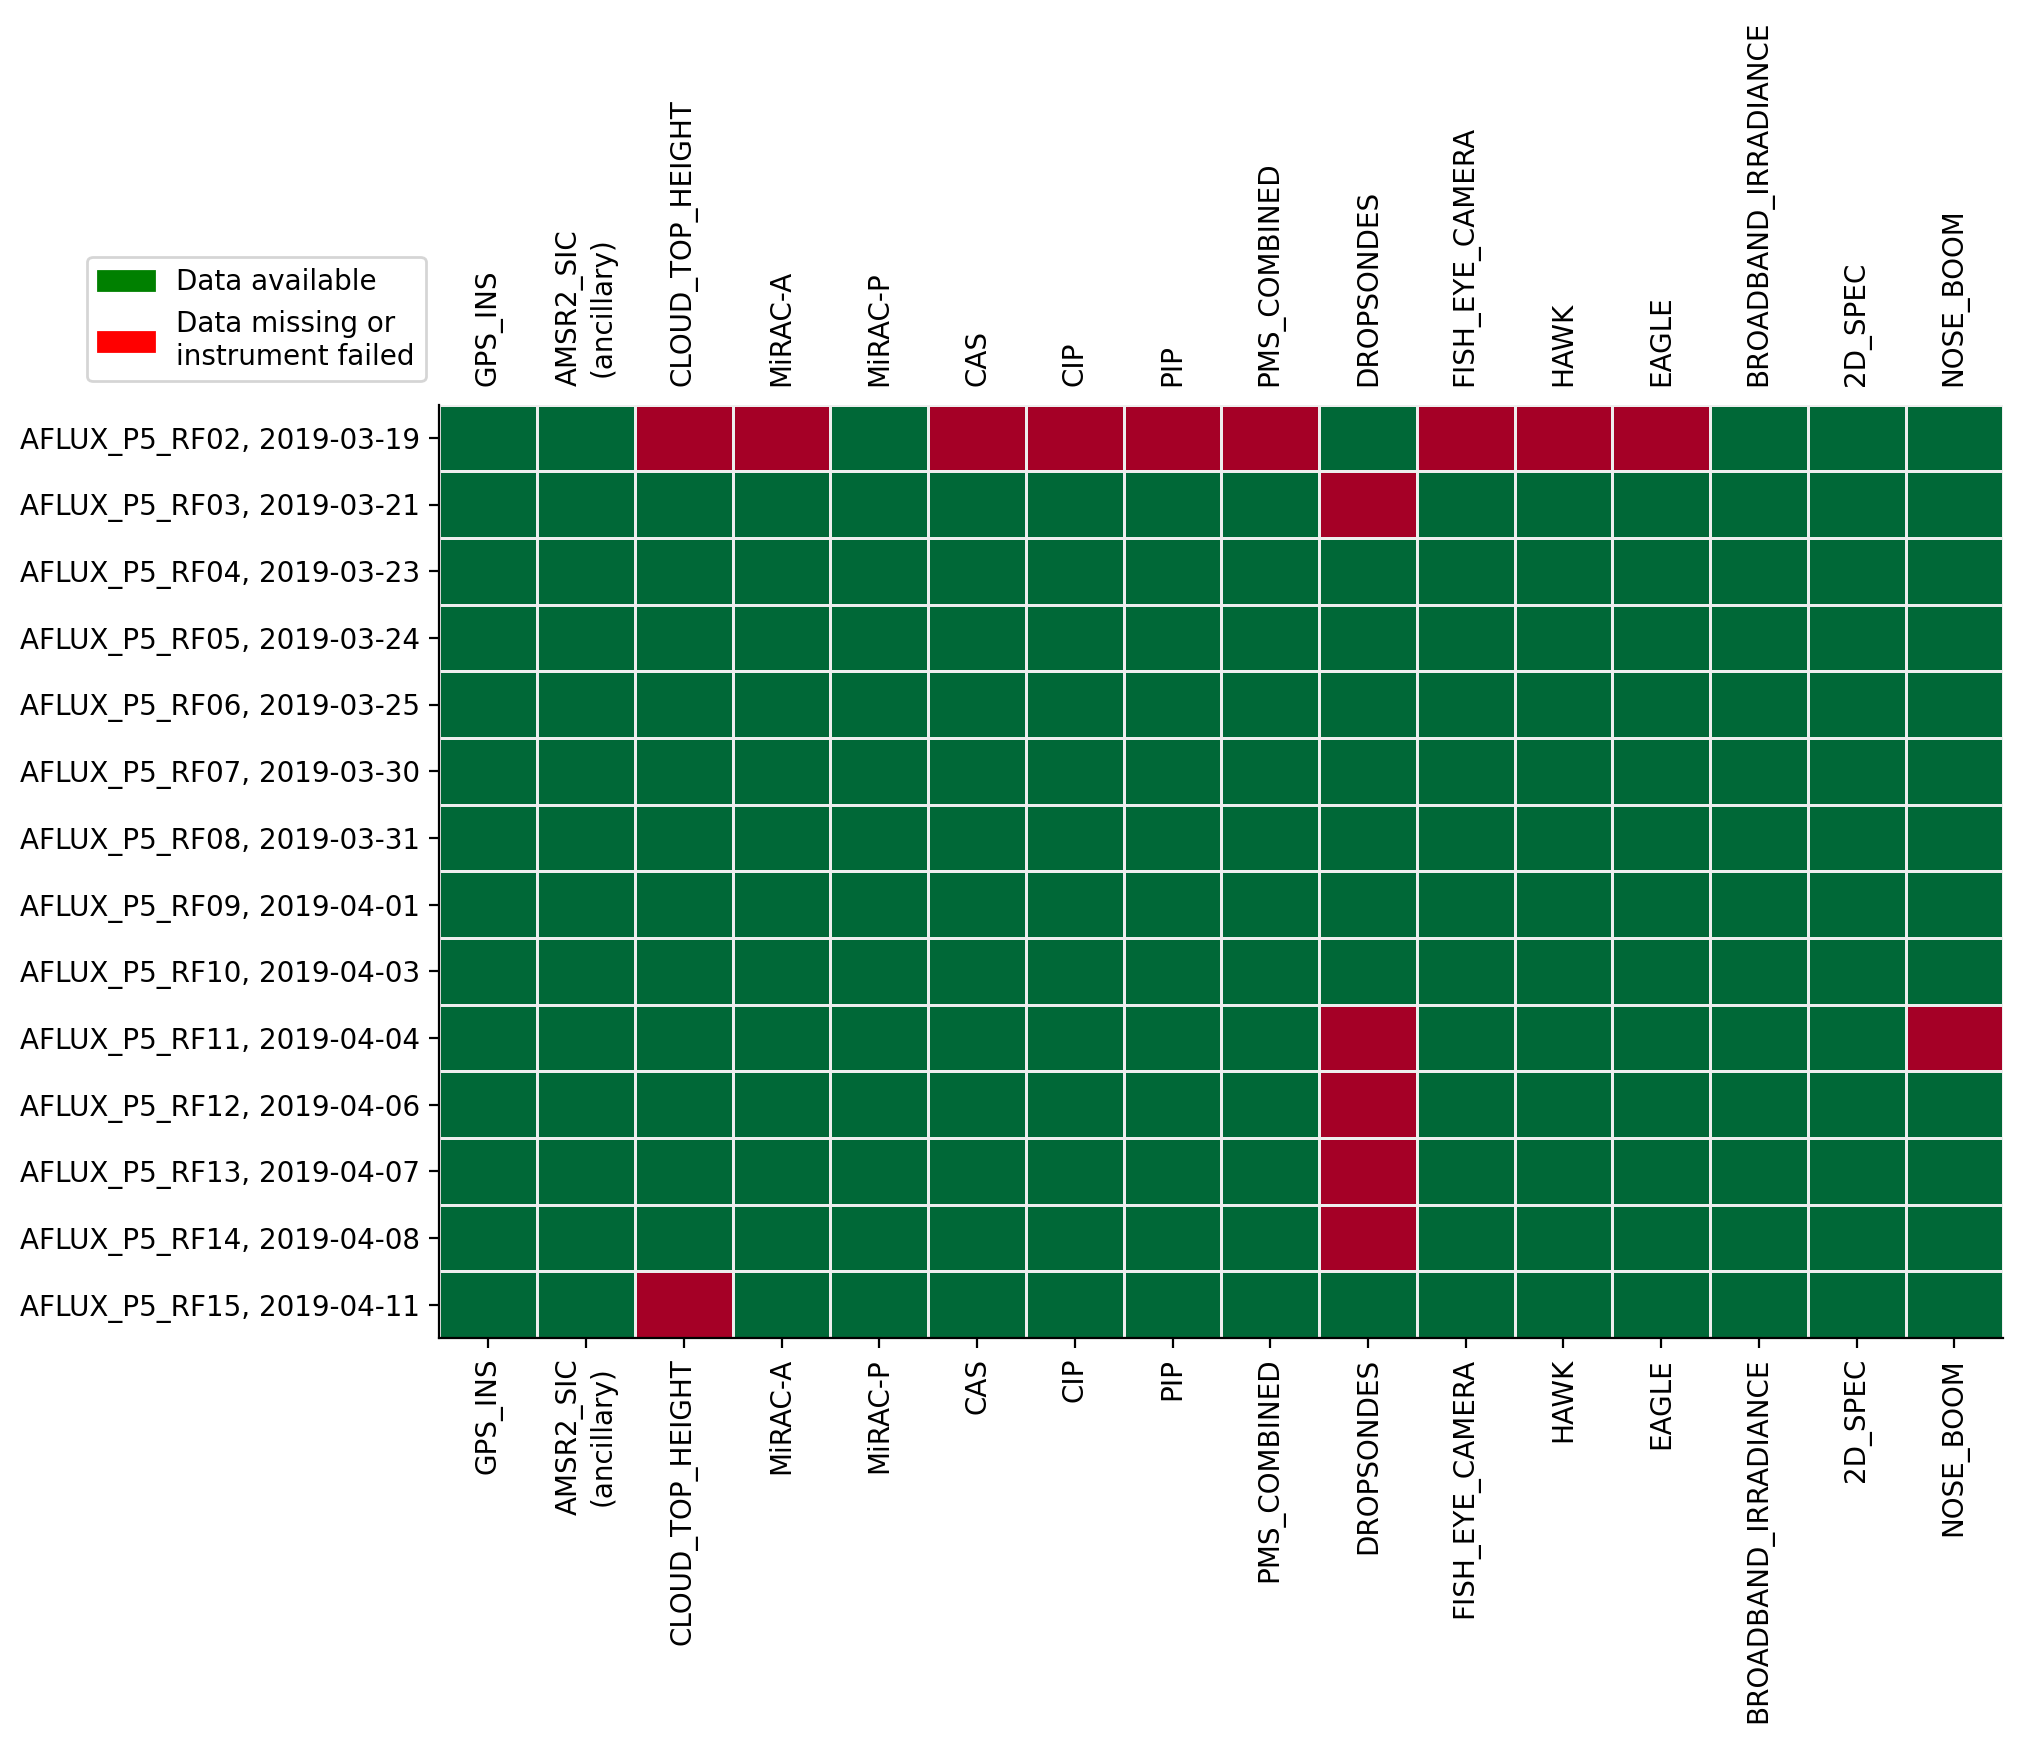 Data available
Data missing or
instrument failed
GPS_INS
AMSR2_SIC
(ancillary)
CLOUD_TOP_HEIGHT
MiRAC-A
MiRAC-P
CAS
CIP
PIP
PMS_COMBINED
DROPSONDES
FISH_EYE_CAMERA
HAWK
EAGLE
BROADBAND_IRRADIANCE
2D_SPEC
NOSE_BOOM
AFLUX_P5_RF02, 2019-03-19
AFLUX_P5_RF03, 2019-03-21
AFLUX_P5_RF04, 2019-03-23
AFLUX_P5_RF05, 2019-03-24
AFLUX_P5_RF06, 2019-03-25
AFLUX_P5_RF07, 2019-03-30
AFLUX_P5_RF08, 2019-03-31
AFLUX_P5_RF09, 2019-04-01
AFLUX_P5_RF10, 2019-04-03
AFLUX_P5_RF11, 2019-04-04
AFLUX_P5_RF12, 2019-04-06
AFLUX_P5_RF13, 2019-04-07
AFLUX_P5_RF14, 2019-04-08
AFLUX_P5_RF15, 2019-04-11
GPS_INS
AMSR2_SIC
(ancillary)
CLOUD_TOP_HEIGHT
MiRAC-A
MiRAC-P
CAS
CIP
PIP
PMS_COMBINED
DROPSONDES
FISH_EYE_CAMERA
HAWK
EAGLE
BROADBAND_IRRADIANCE
2D_SPEC
NOSE_BOOM